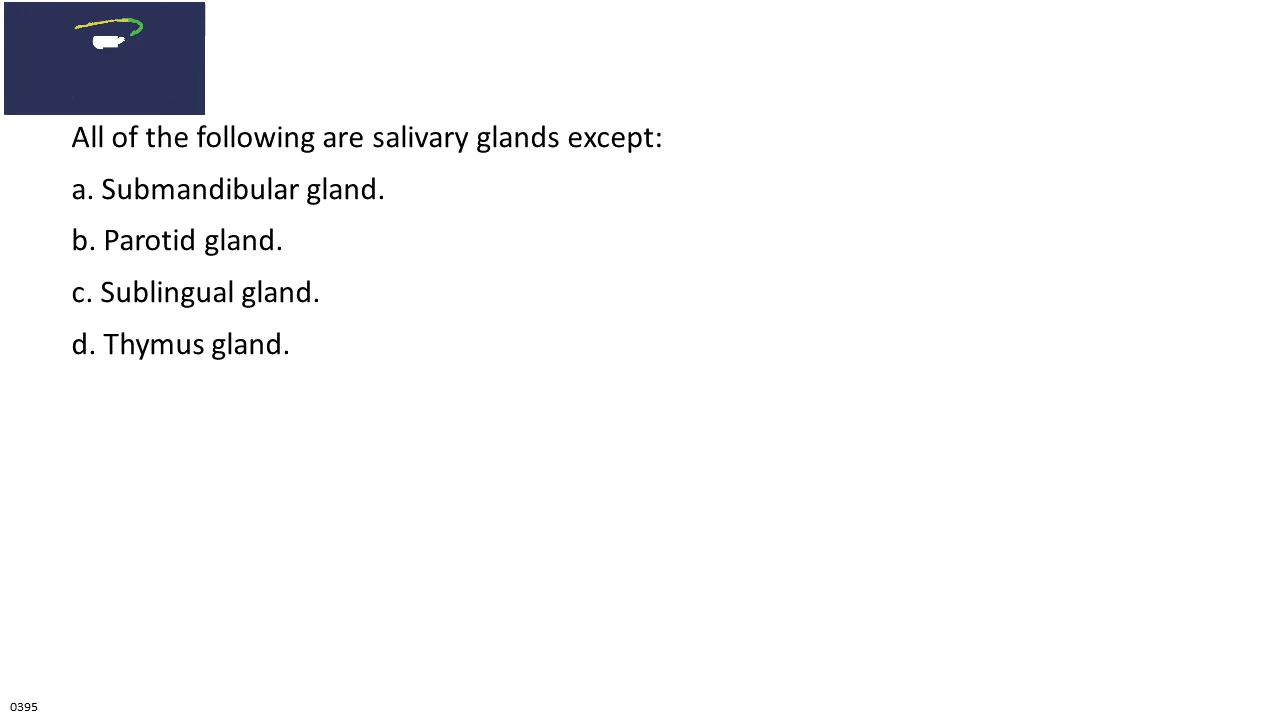 All of the following are salivary glands except:
a. Submandibular gland.
b. Parotid gland.
c. Sublingual gland.
d. Thymus gland.
0395